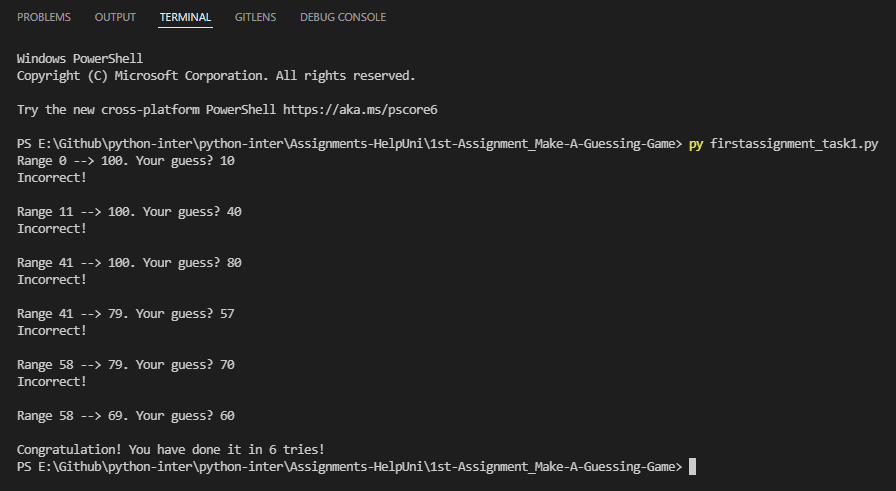 PROBLEMS OUTPUT TERMINAL GITLENS DEBUG CONSOLE
Windows PowerShell
Copyright (C) Microsoft Corporation. All rights reserved.
Try the new cross-platform PowerShell https://aka.ms/pscore6
PS E:\Github\python-inter\python-inter\Assignments-HelpUni\1st-Assignment_Make-A-Guessing-Game> py firstassignment_task1.py
Range 0 --> 100. Your guess? 10
Incorrect!
Range 11 --> 100. Your guess? 40
Incorrect!
Range 41 --> 100. Your guess? 80
Incorrect!
Range 41 --> 79. Your guess? 57
Incorrect!
Range 58 --> 79. Your guess? 70
Incorrect!
Range 58 --> 69. Your guess? 60
Congratulation! You have done it in 6 tries!
PS E:\Github\python-inter\python-inter\Assignments-HelpUni\1st-Assignment_Make-A-Guessing-Game>